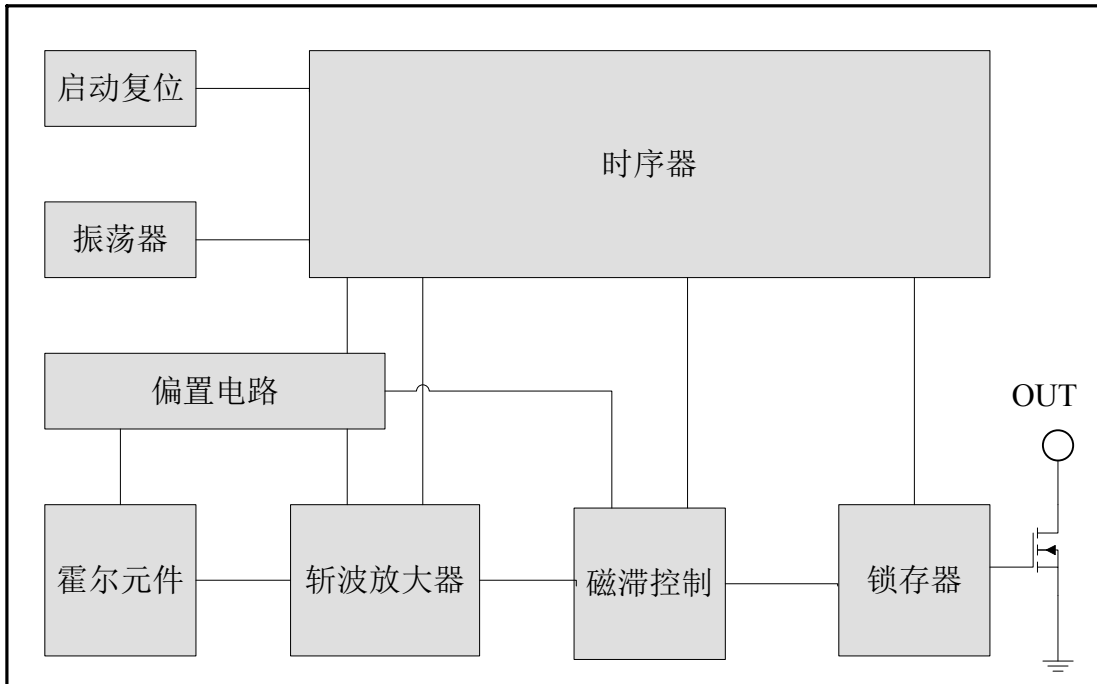 启动复位
时序器
振荡器
偏置电路
OUT
霍尔元件
斩波放大器
磁滞控制
锁存器